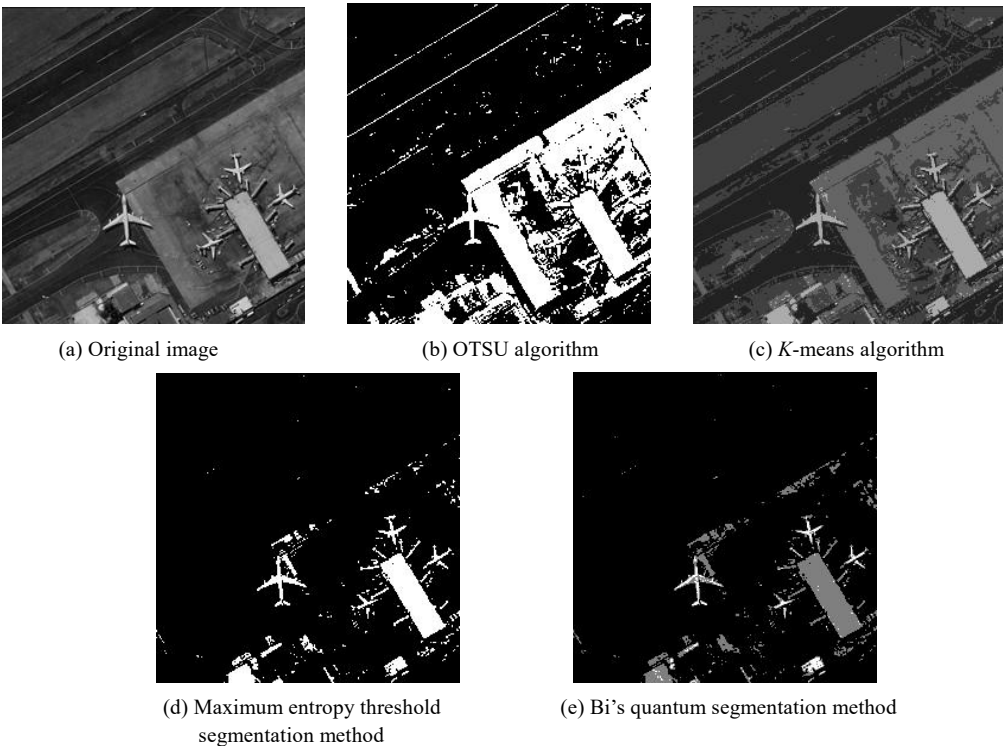 (a) Original image
(b) OTSU algorithm
(c) K-means algorithm
(d) Maximum entropy threshold
segmentation method
(e) Bi's quantum segmentation method